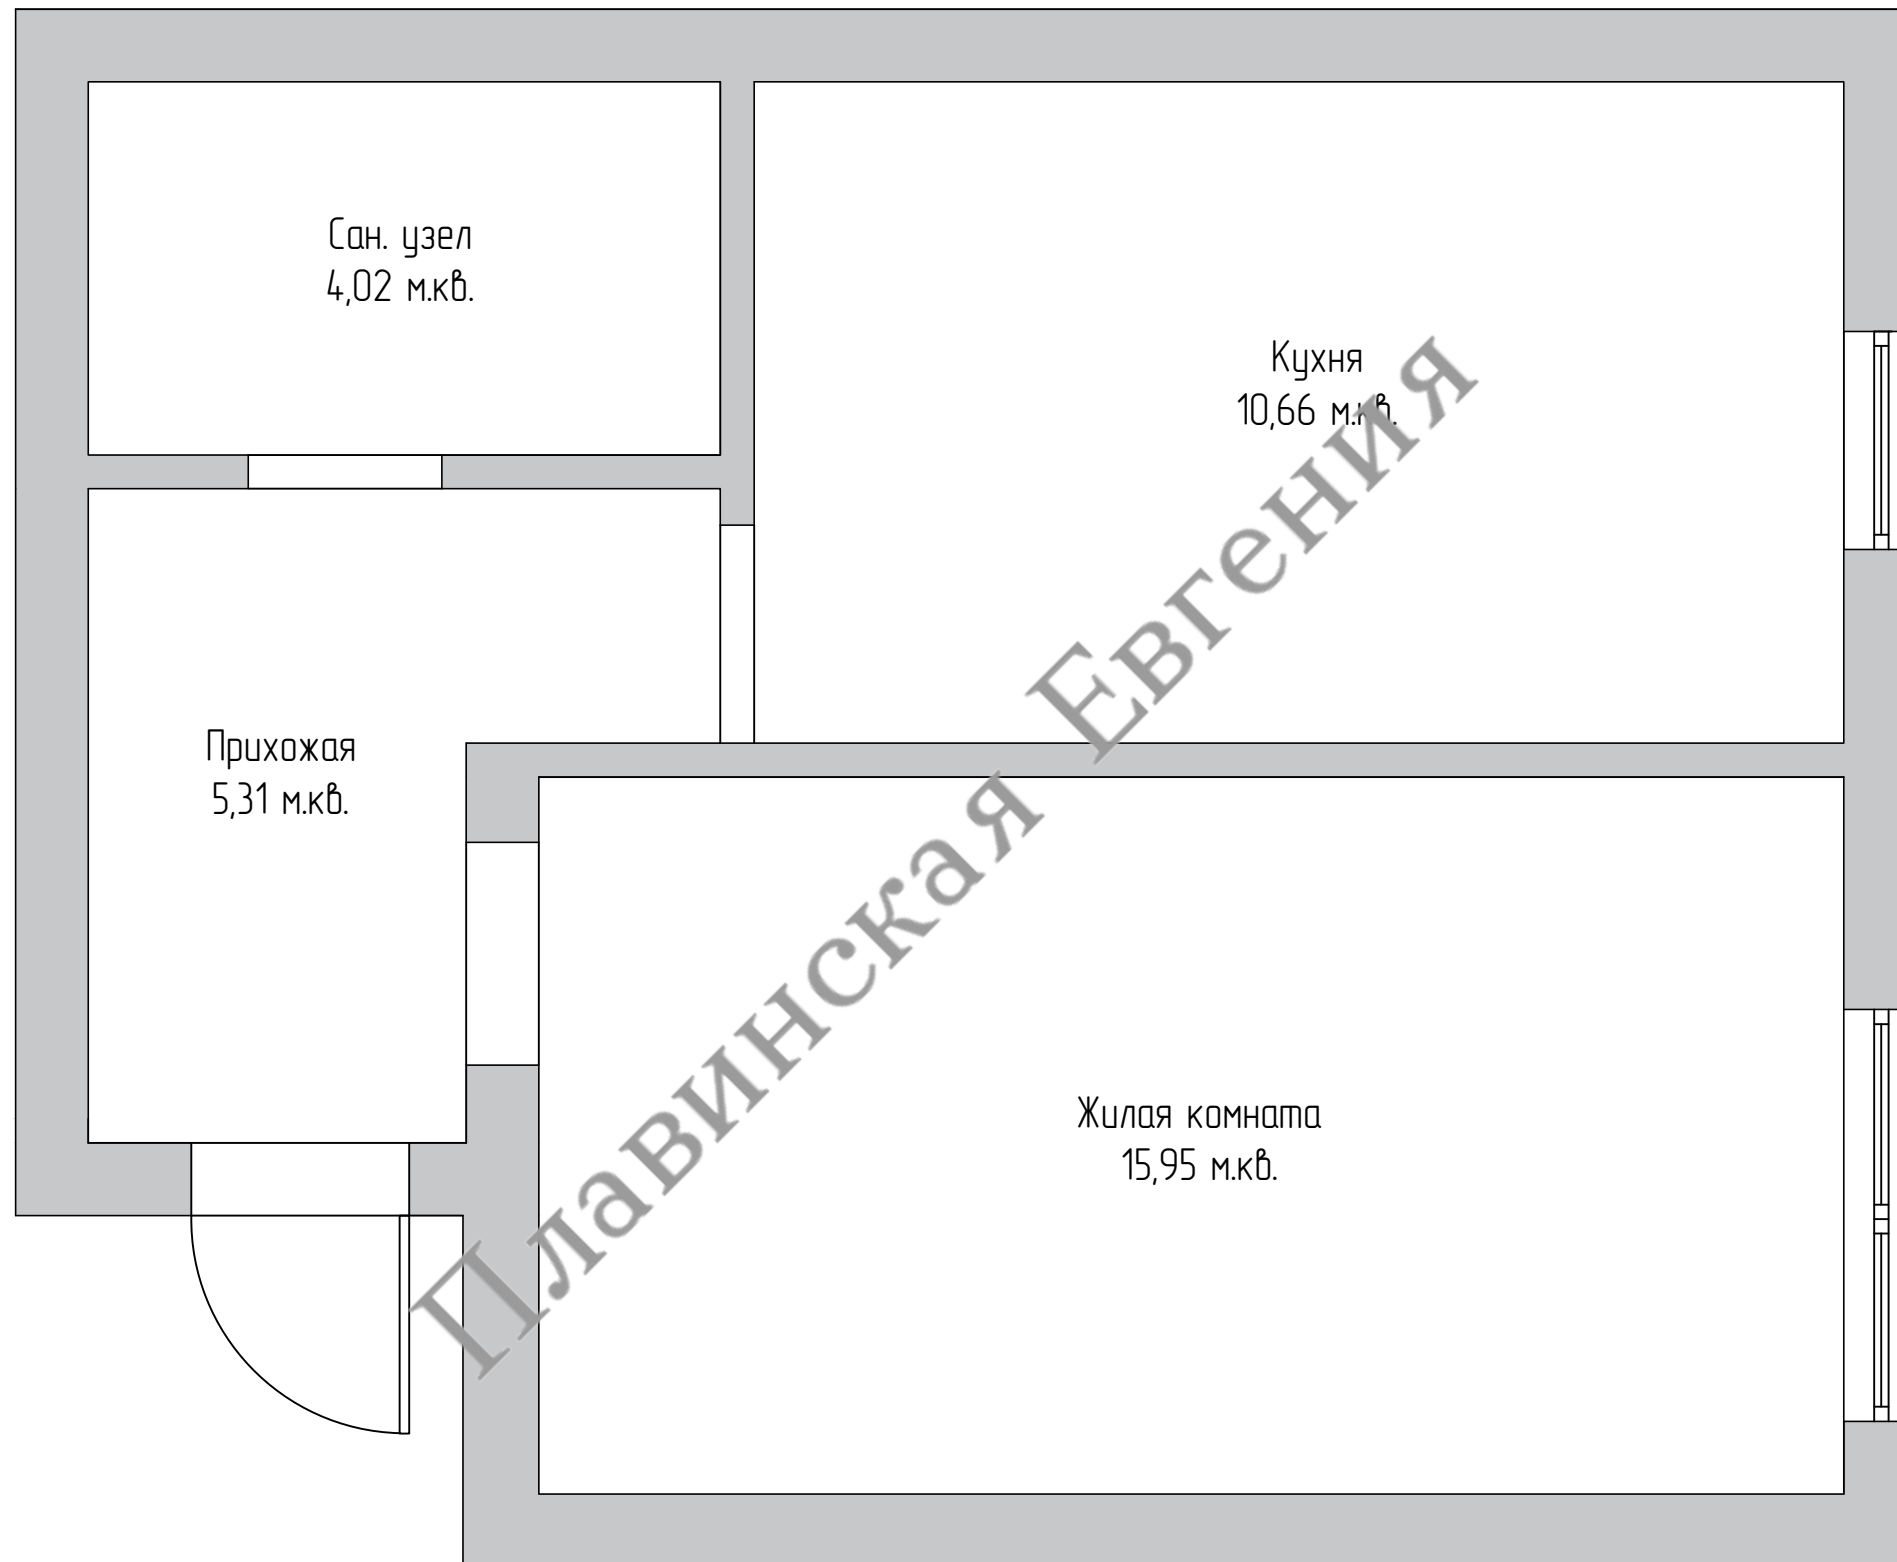 Сан. узел
4,02 м.кв.
Кухня
10,66 м.кв.
Прихожая
5,31 м.кв.
Жилая комната
15,95 м.кв.
Плавинская Евгения